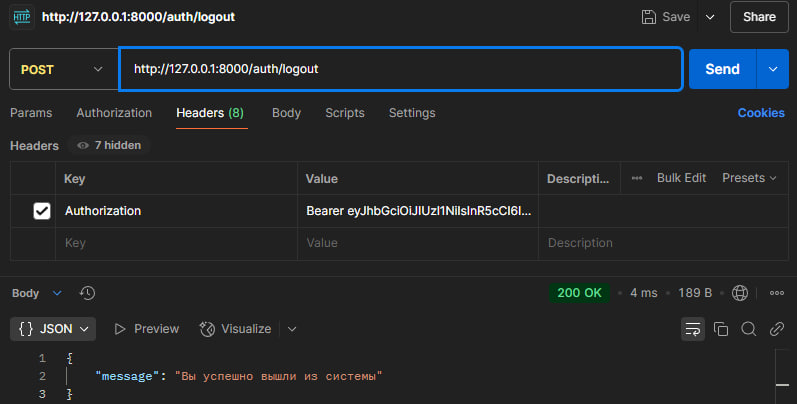 HTTP http://127.0.0.1:8000/auth/logout Save Share
POST http://127.0.0.1:8000/auth/logout Send
Params Authorization Headers (8) Body Scripts Settings Cookies
Headers 7 hidden
Key Value Descripti... Bulk Edit Presets
Authorization Bearer eyJhbGciOiJIUzI1NiIsInR5cCI6I...
Key Value Description
Body 200 OK 4 ms 189 B
{} JSON Preview Visualize
1 {
2 "message": "Вы успешно вышли из системы"
3 }